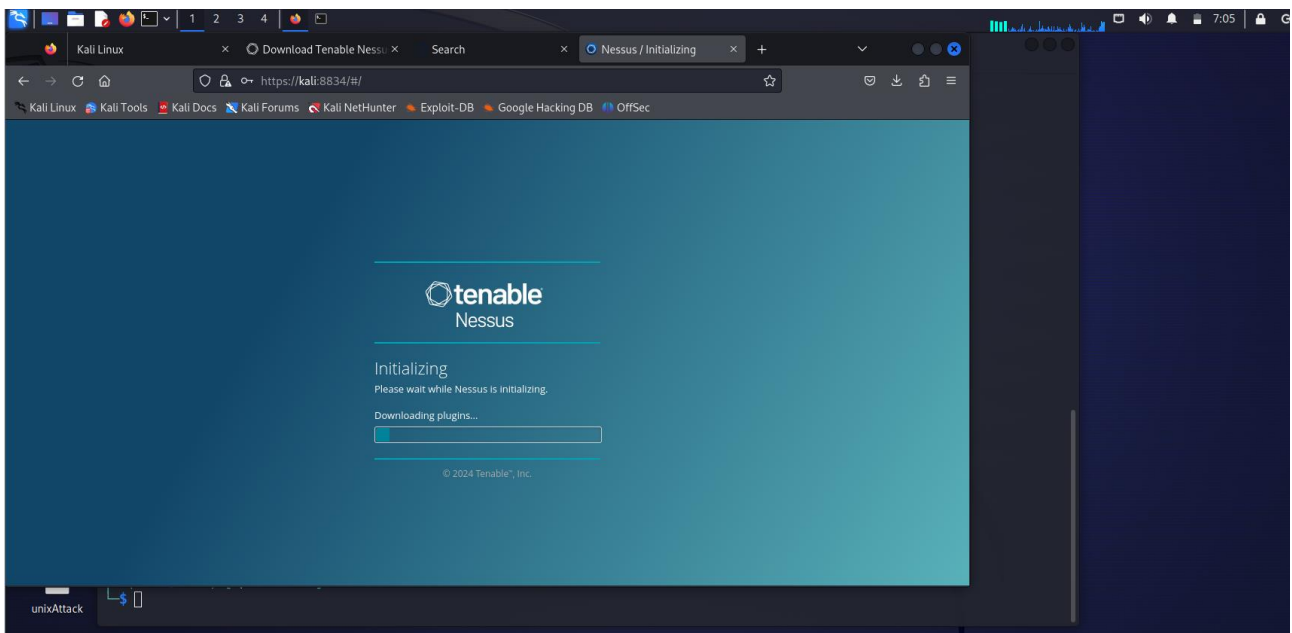 1 2 3 4 7:05 G
Kali Linux Download Tenable Nessu Search Nessus / Initializing
https://kali:8834/#/
Kali Linux Kali Tools Kali Docs Kali Forums Kali NetHunter Exploit-DB Google Hacking DB OffSec
tenable
Nessus
Initializing
Please wait while Nessus is initializing.
Downloading plugins...
© 2024 Tenable™, Inc.
$
unixAttack